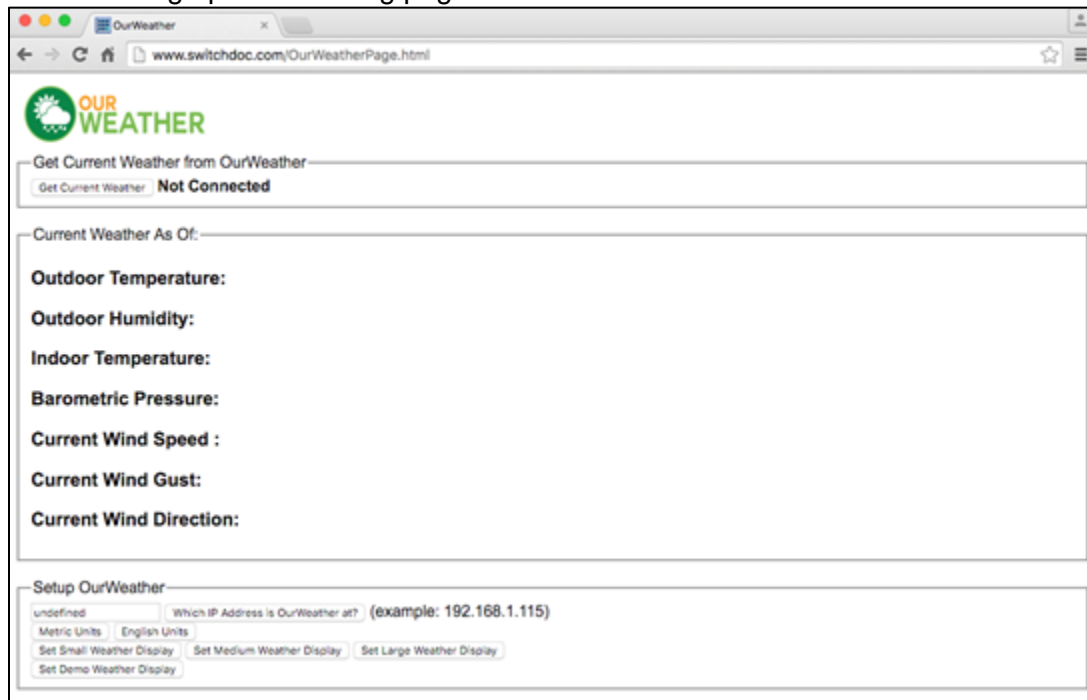 OurWeather
www.switchdoc.com/OurWeatherPage.html
OUR
WEATHER
Get Current Weather from OurWeather
Get Current Weather Not Connected
Current Weather As Of:
Outdoor Temperature:
Outdoor Humidity:
Indoor Temperature:
Barometric Pressure:
Current Wind Speed :
Current Wind Gust:
Current Wind Direction:
Setup OurWeather
undefined Which IP Address is OurWeather at? (example: 192.168.1.115)
Metric Units English Units
Set Small Weather Display Set Medium Weather Display Set Large Weather Display
Set Demo Weather Display